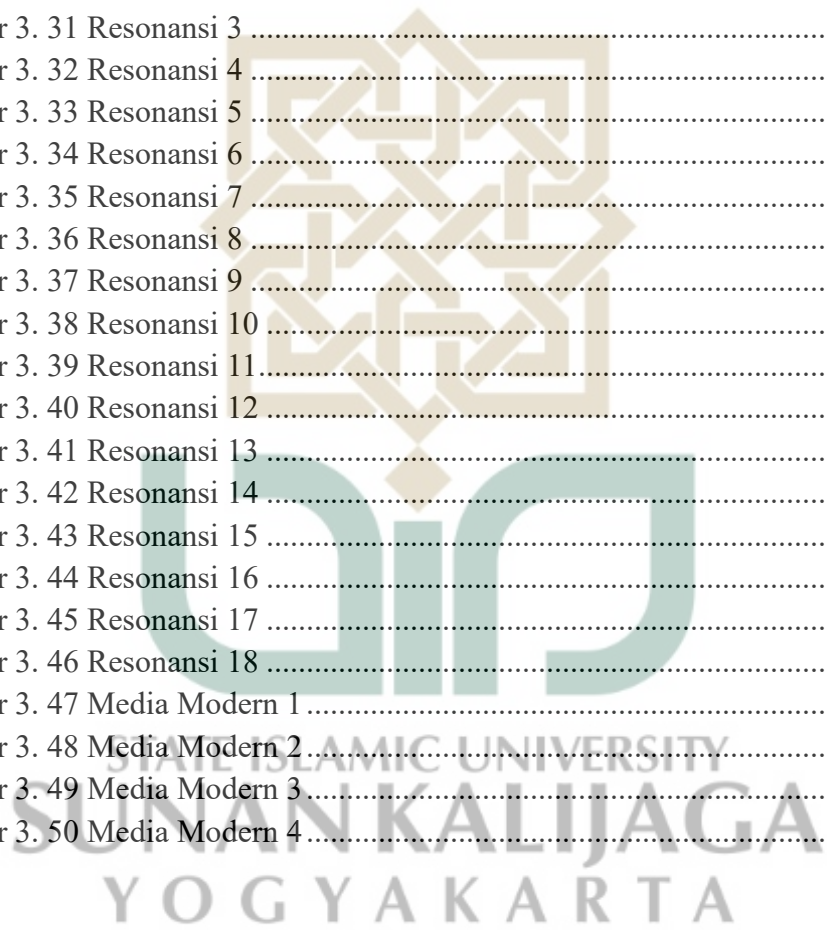 r 3. 31 Resonansi 3 ........................................................................
r 3. 32 Resonansi 4 ........................................................................
r 3. 33 Resonansi 5 ........................................................................
r 3. 34 Resonansi 6 ........................................................................
r 3. 35 Resonansi 7 ........................................................................
r 3. 36 Resonansi 8 ........................................................................
r 3. 37 Resonansi 9 ........................................................................
r 3. 38 Resonansi 10 ......................................................................
r 3. 39 Resonansi 11.......................................................................
r 3. 40 Resonansi 12 ......................................................................
r 3. 41 Resonansi 13 ......................................................................
r 3. 42 Resonansi 14 ......................................................................
r 3. 43 Resonansi 15 ......................................................................
r 3. 44 Resonansi 16 ......................................................................
r 3. 45 Resonansi 17 ......................................................................
r 3. 46 Resonansi 18 ......................................................................
r 3. 47 Media Modern 1 .................................................................
r 3. 48 Media Modern 2 .................................................................
STATE ISLAMIC UNIVERSITY
r 3. 49 Media Modern 3 .................................................................
SUNAN KALIJAGA
r 3. 50 Media Modern 4 .................................................................
YOGYAKARTA